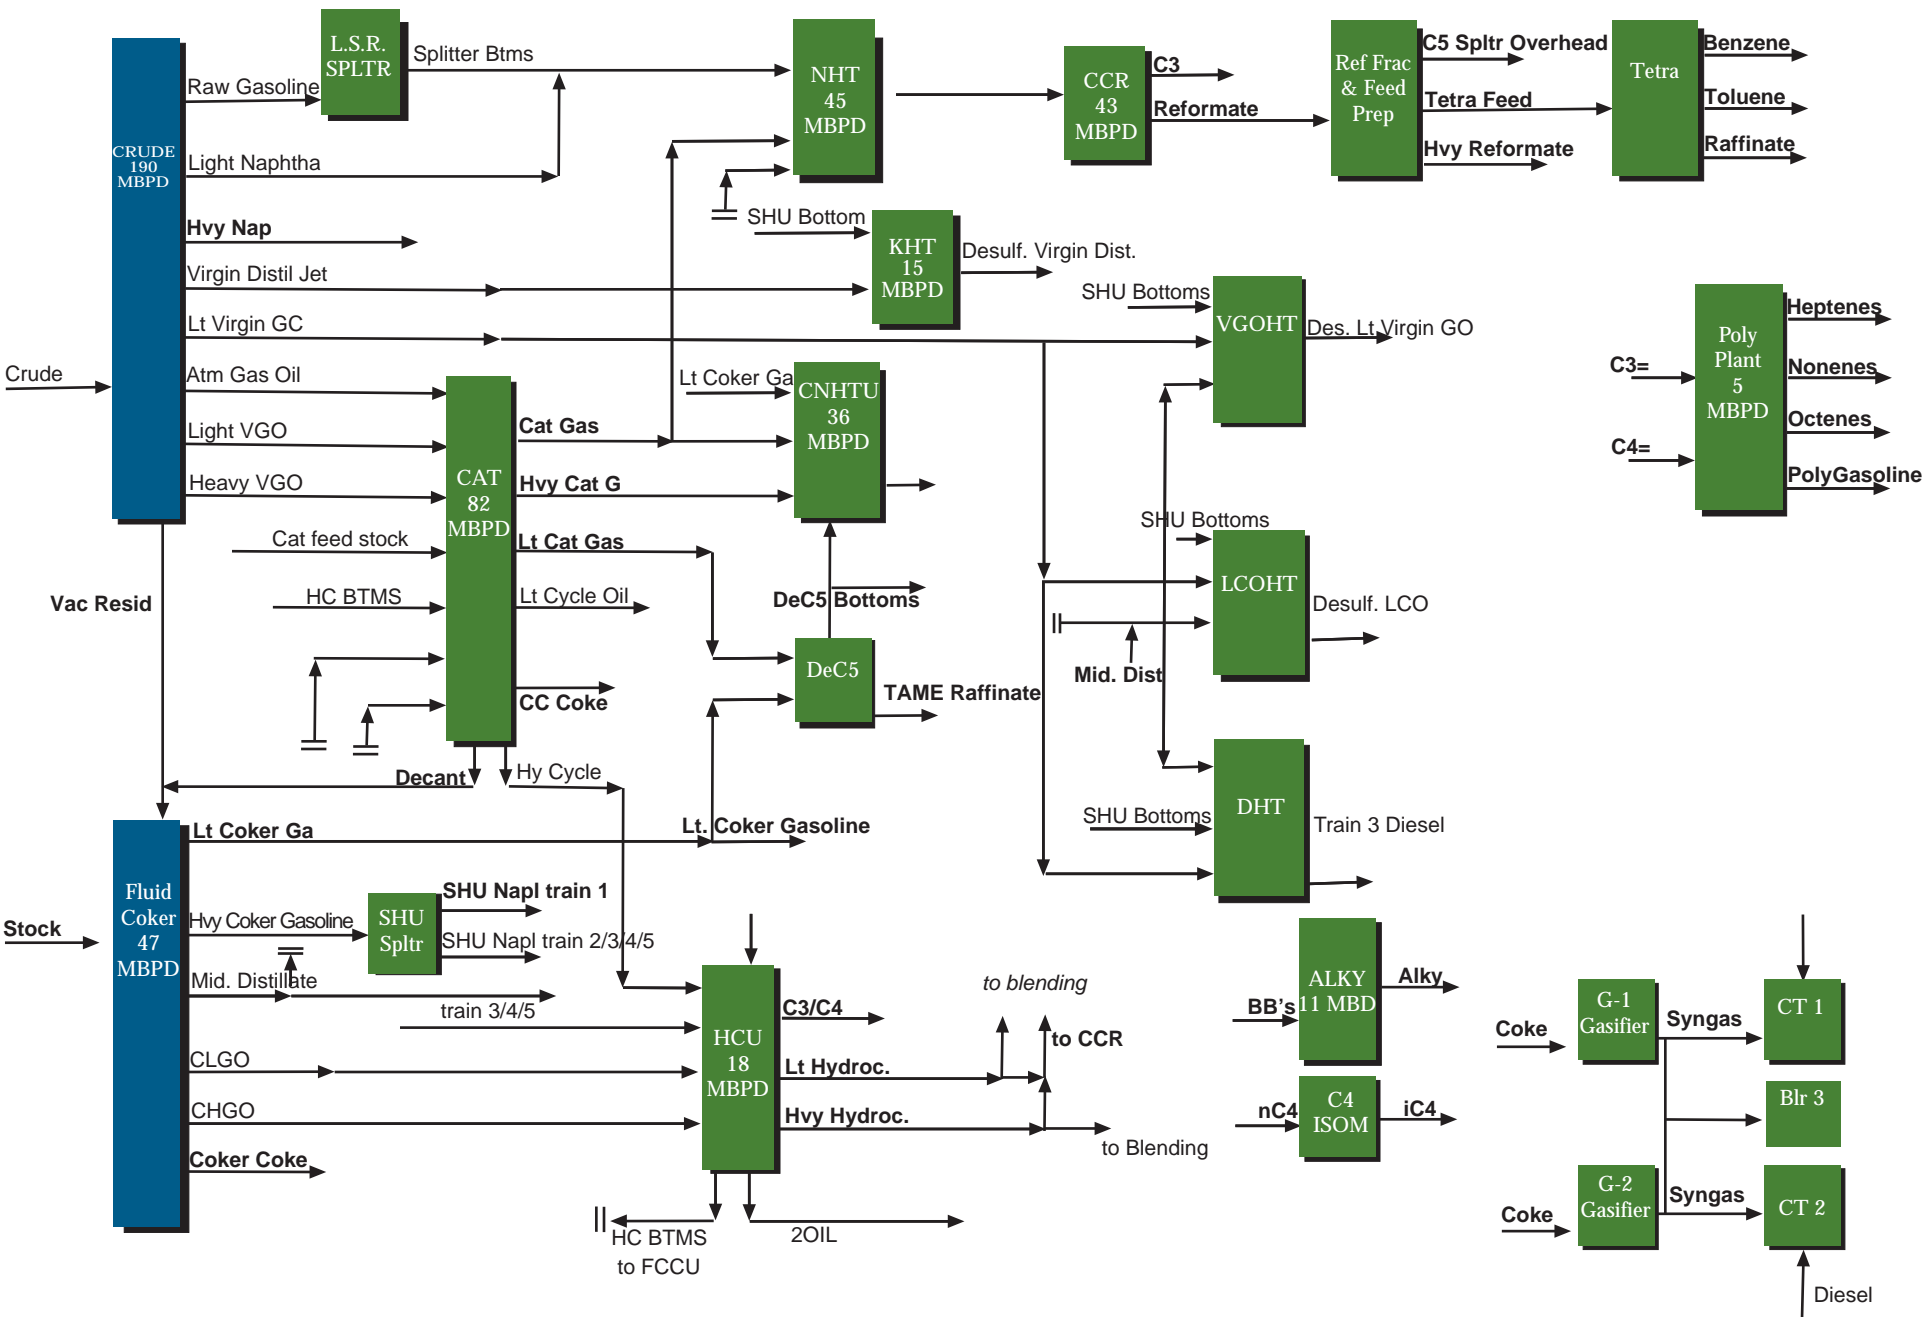 L.S.R.
SPLTR
Splitter Btms
Raw Gasoline
CRUDE
190
MBPD
Light Naphtha
Hvy Nap
Virgin Distil Jet
Lt Virgin GC
Crude
Atm Gas Oil
Light VGO
Heavy VGO
Cat feed stock
HC BTMS
Vac Resid
CAT
82
MBPD
Cat Gas
Hvy Cat G
Lt Cat Gas
Lt Cycle Oil
CC Coke
Decant
Hy Cycle
NHT
45
MBPD
SHU Bottom
KHT
15
MBPD
Desulf. Virgin Dist.
Lt Coker Ga
CNHTU
36
MBPD
DeC5 Bottoms
DeC5
TAME Raffinate
CCR
43
MBPD
C3
Reformate
Ref Frac
& Feed
Prep
C5 Spltr Overhead
Tetra Feed
Hvy Reformate
Tetra
Benzene
Toluene
Raffinate
SHU Bottoms
VGOHT
Des. Lt Virgin GO
SHU Bottoms
LCOHT
Desulf. LCO
Mid. Dist
DHT
SHU Bottoms
Train 3 Diesel
C3=
C4=
Poly
Plant
5
MBPD
Heptenes
Nonenes
Octenes
PolyGasoline
Stock
Fluid
Coker
47
MBPD
Lt Coker Ga
Lt. Coker Gasoline
Hvy Coker Gasoline
SHU
Spltr
SHU Napl train 1
SHU Napl train 2/3/4/5
Mid. Distillate
train 3/4/5
CLGO
CHGO
Coker Coke
HCU
18
MBPD
C3/C4
Lt Hydroc.
Hvy Hydroc.
to blending
to CCR
to Blending
HC BTMS
to FCCU
2OIL
BB's
ALKY
11 MBD
Alky
nC4
C4
ISOM
iC4
Coke
G-1
Gasifier
Syngas
CT 1
Blr 3
Coke
G-2
Gasifier
Syngas
CT 2
Diesel